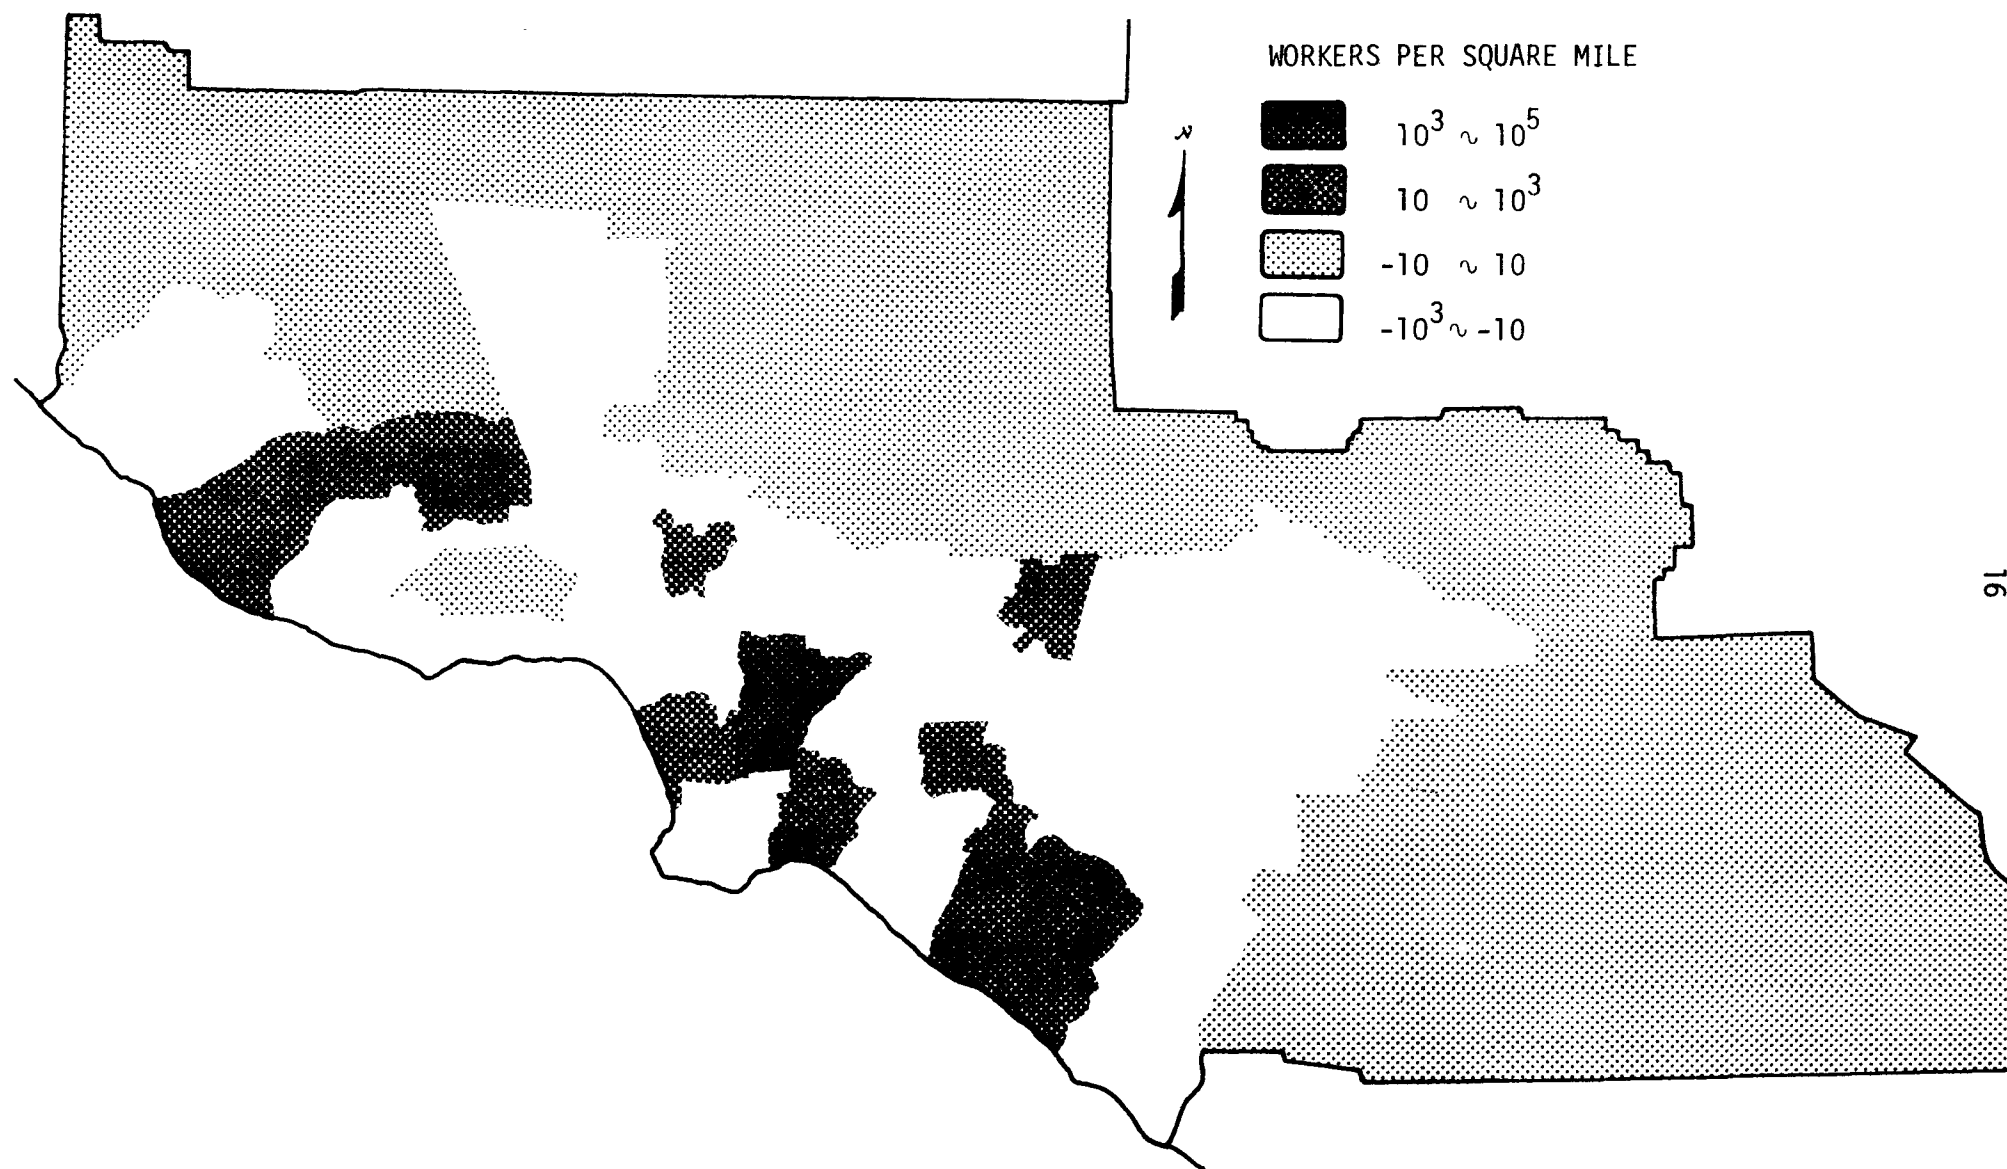 WORKERS PER SQUARE MILE
10³ ~ 10⁵
10 ~ 10³
-10 ~ 10
-10³ ~ -10
N
16